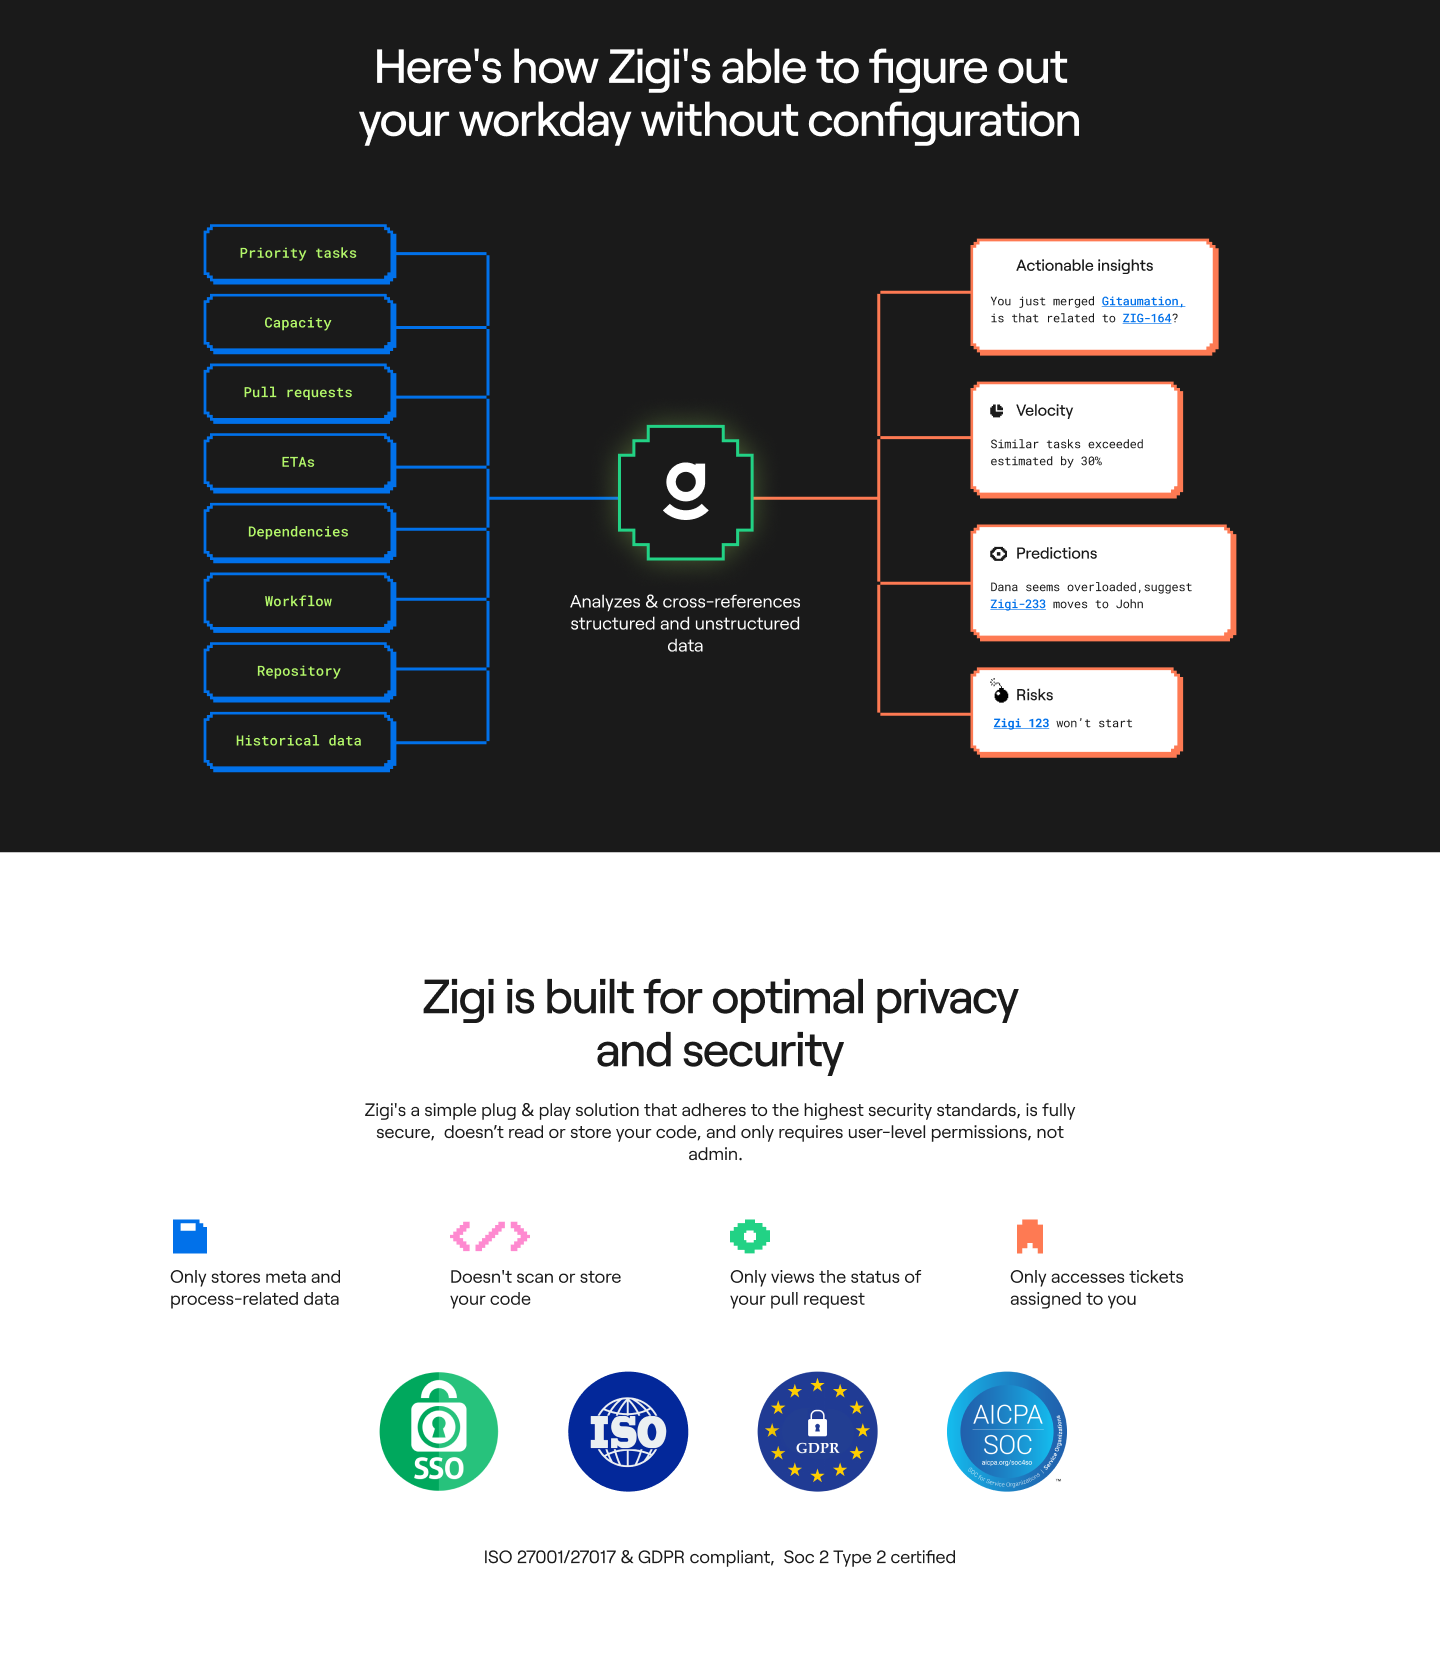 Here's how Zigi's able to figure out
your workday without configuration
Priority tasks
Capacity
Pull requests
ETAs
Dependencies
Workflow
Repository
Historical data
g
Analyzes & cross-references
structured and unstructured
data
Actionable insights
You just merged Gitaumation,
is that related to ZIG-164?
Velocity
Similar tasks exceeded
estimated by 30%
Predictions
Dana seems overloaded,suggest
Zigi-233 moves to John
Risks
Zigi 123 won’t start
Zigi is built for optimal privacy
and security
Zigi's a simple plug & play solution that adheres to the highest security standards, is fully
secure,  doesn’t read or store your code, and only requires user-level permissions, not
admin.
Only stores meta and
process-related data
Doesn't scan or store
your code
Only views the status of
your pull request
Only accesses tickets
assigned to you
SSO
ISO
GDPR
AICPA
SOC
aicpa.org/soc4so
SOC for Service Organizations | Service Organizations
™
ISO 27001/27017 & GDPR compliant,  Soc 2 Type 2 certified